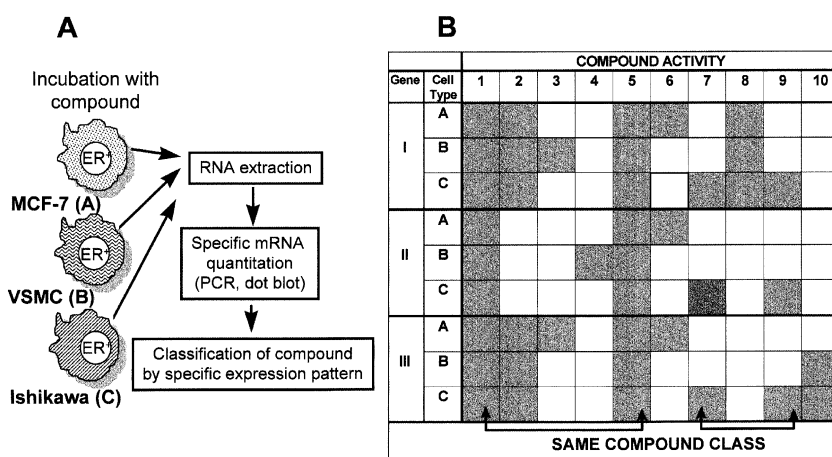 A
Incubation with
compound
ER+
MCF-7 (A)
ER+
VSMC (B)
ER+
Ishikawa (C)
RNA extraction
Specific mRNA
quantitation
(PCR, dot blot)
Classification of compound
by specific expression pattern
B
COMPOUND ACTIVITY
Gene Cell Type 1 2 3 4 5 6 7 8 9 10
I A
B
C
II A
B
C
III A
B
C
SAME COMPOUND CLASS